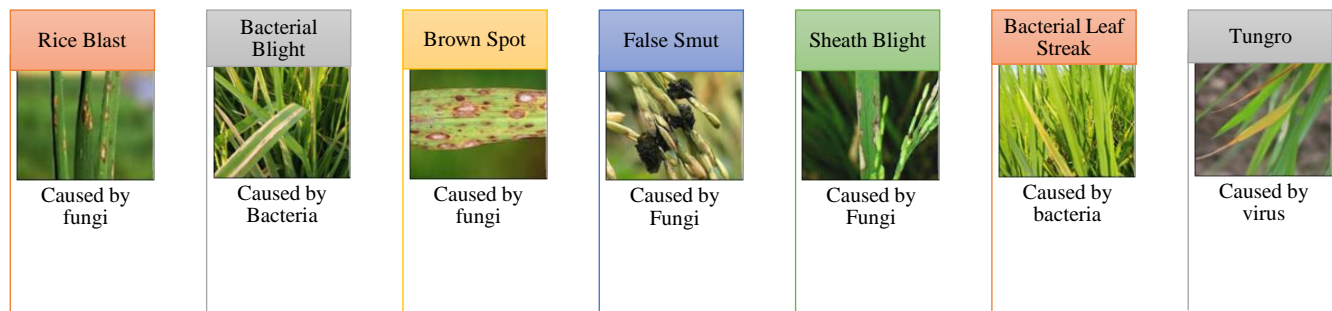 Rice Blast
Caused by
fungi
Bacterial
Blight
Caused by
Bacteria
Brown Spot
Caused by
fungi
False Smut
Caused by
Fungi
Sheath Blight
Caused by
Fungi
Bacterial Leaf
Streak
Caused by
bacteria
Tungro
Caused by
virus